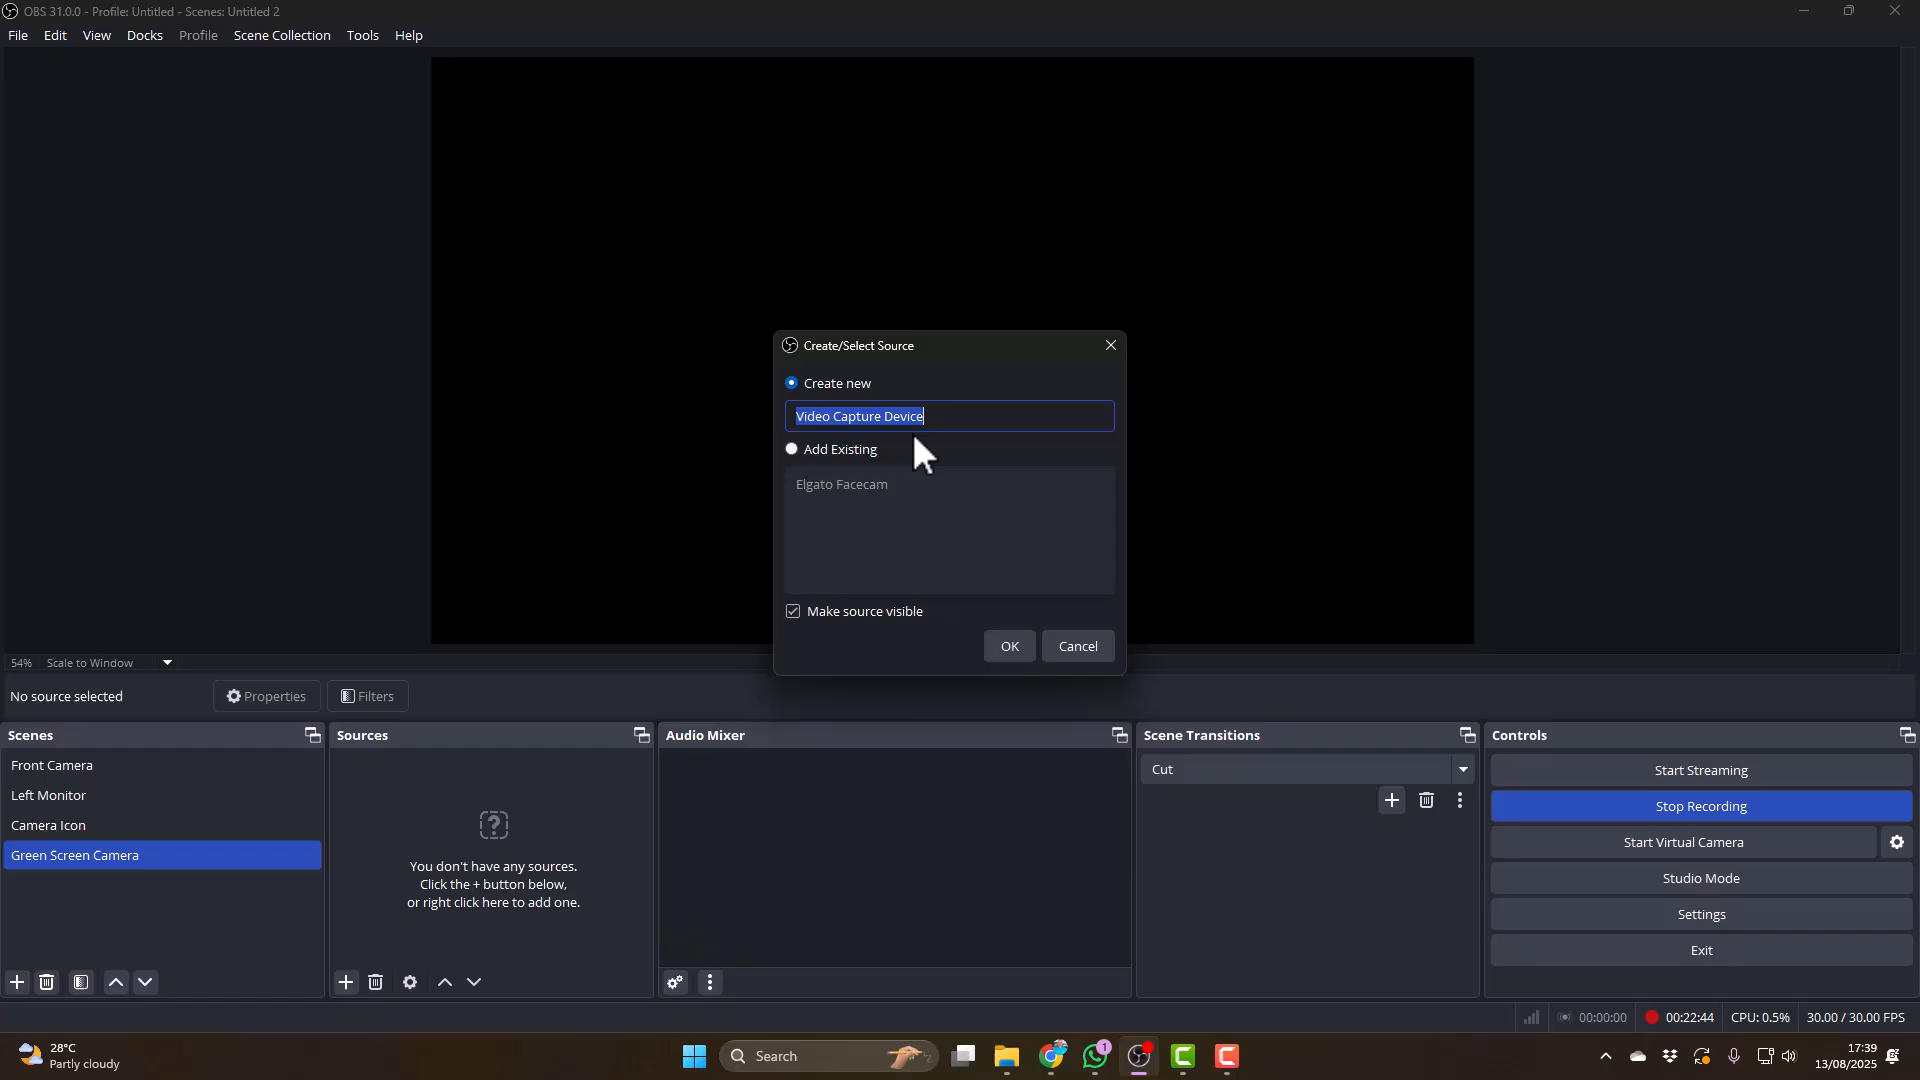 OBS 31.0.0 - Profile: Untitled - Scenes: Untitled 2
File Edit View Docks Profile Scene Collection Tools Help
Create/Select Source
Create new
Video Capture Device
Add Existing
Elgato Facecam
Make source visible
OK Cancel
54% Scale to Window
No source selected Properties Filters
Scenes
Front Camera
Left Monitor
Camera Icon
Green Screen Camera
Sources
You don't have any sources.
Click the + button below,
or right click here to add one.
Audio Mixer
Scene Transitions
Cut
Controls
Start Streaming
Stop Recording
Start Virtual Camera
Studio Mode
Settings
Exit
00:00:00 00:22:44 CPU: 0.5% 30.00 / 30.00 FPS
28°C
Partly cloudy
Search
1
17:39
13/08/2025